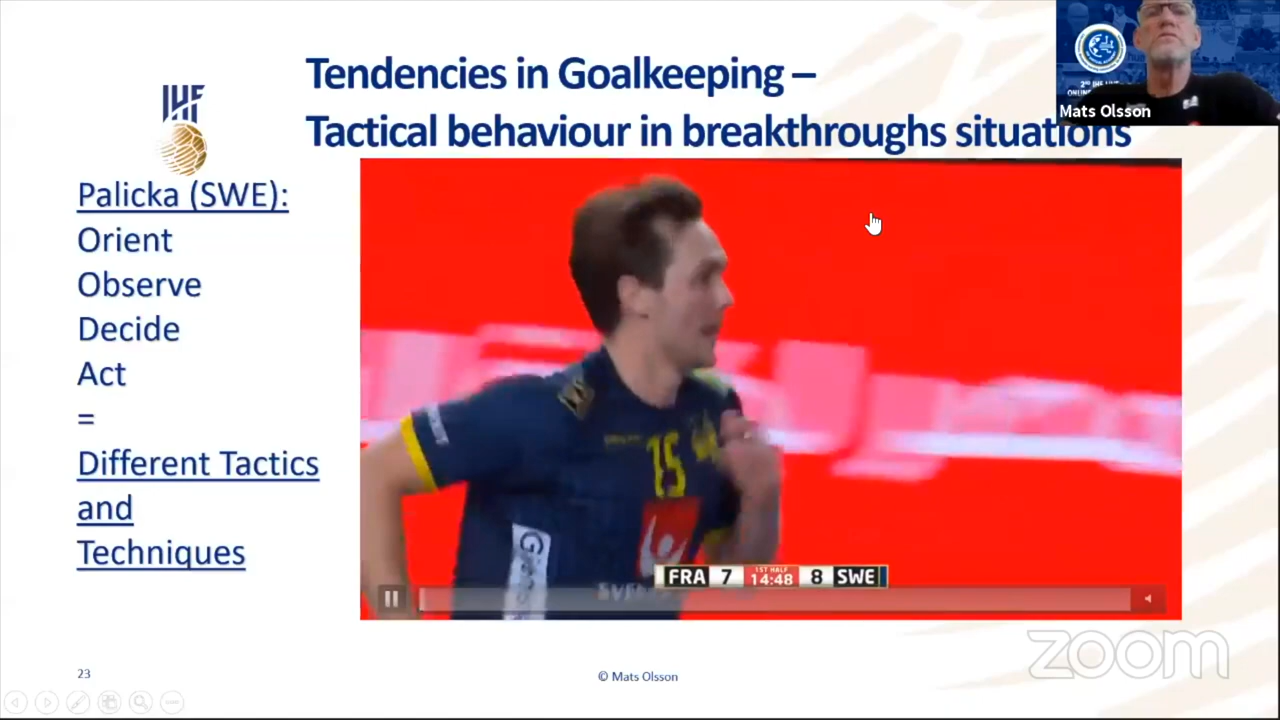 Tendencies in Goalkeeping –
Tactical behaviour in breakthroughs situations
IHF
Mats Olsson
Palicka (SWE):
Orient
Observe
Decide
Act
=
Different Tactics
and
Techniques
15
FRA 7 1ST HALF 14:48 8 SWE
zoom
23
© Mats Olsson